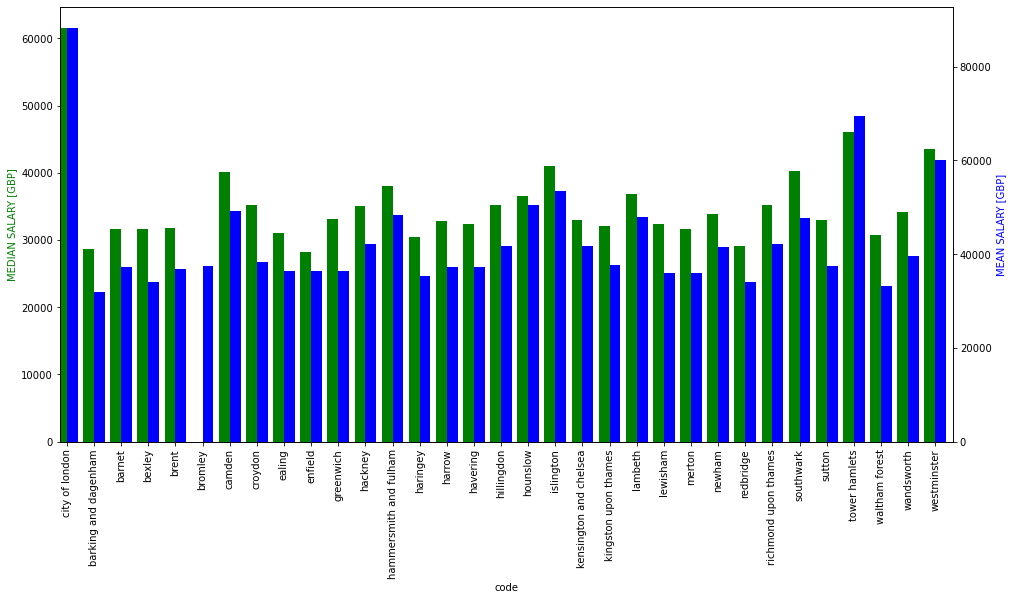 MEDIAN SALARY [GBP]
60000
50000
40000
30000
20000
10000
0
MEAN SALARY [GBP]
80000
60000
40000
20000
0
city of london
barking and dagenham
barnet
bexley
brent
bromley
camden
croydon
ealing
enfield
greenwich
hackney
hammersmith and fulham
haringey
harrow
havering
hillingdon
hounslow
islington
kensington and chelsea
kingston upon thames
lambeth
lewisham
merton
newham
redbridge
richmond upon thames
southwark
sutton
tower hamlets
waltham forest
wandsworth
westminster
code